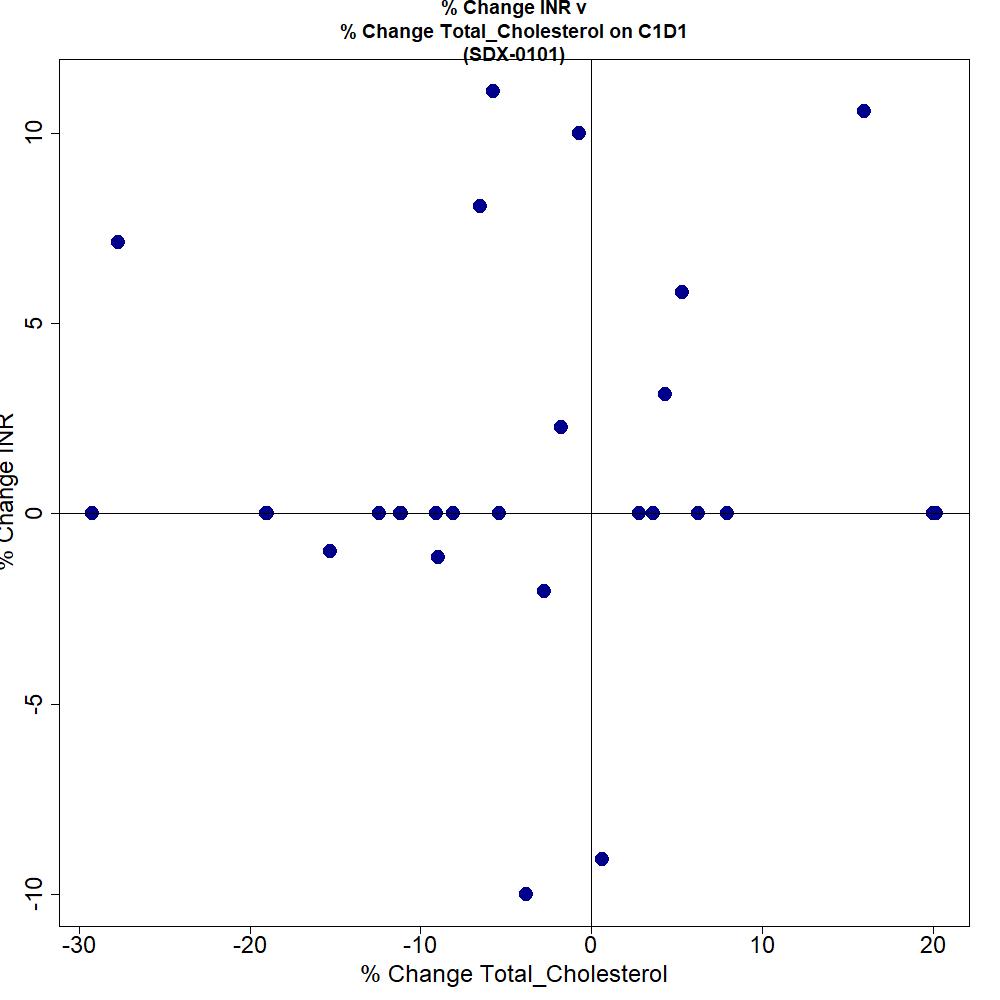 % Change INR v
% Change Total_Cholesterol on C1D1
(SDX-0101)
10
5
0
-5
-10
% Change INR
-30
-20
-10
0
10
20
% Change Total_Cholesterol